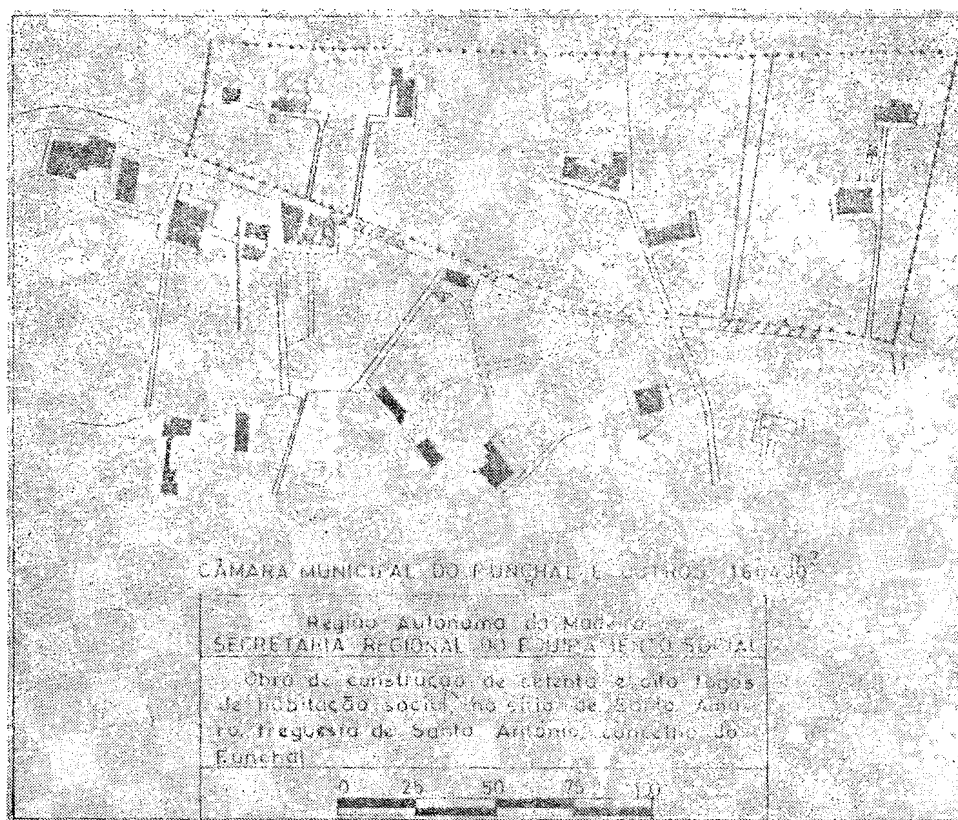 CÂMARA MUNICIPAL DO FUNCHAL E OUTROS
Região Autónoma da Madeira
SECRETARIA REGIONAL DO EQUIPAMENTO SOCIAL
Obra de construção de setenta e oito fogos
de habitação social, no sítio de Santo Ama-
ro, freguesia de Santo António, concelho do
Funchal
0 25 50 75 100